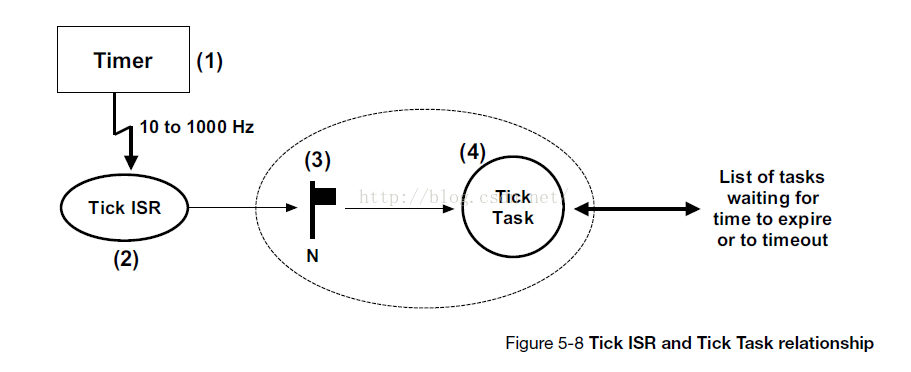 Timer
(1)
10 to 1000 Hz
(3)
(4)
http://blog.csdn.net/
Tick
Task
List of tasks
waiting for
time to expire
or to timeout
Tick ISR
(2)
N
Figure 5-8 Tick ISR and Tick Task relationship